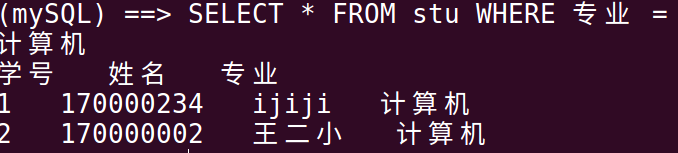 (mySQL) ==> SELECT * FROM stu WHERE 专业 =
计算机
学号 姓名 专业
1 170000234 ijiji 计算机
2 170000002 王二小 计算机